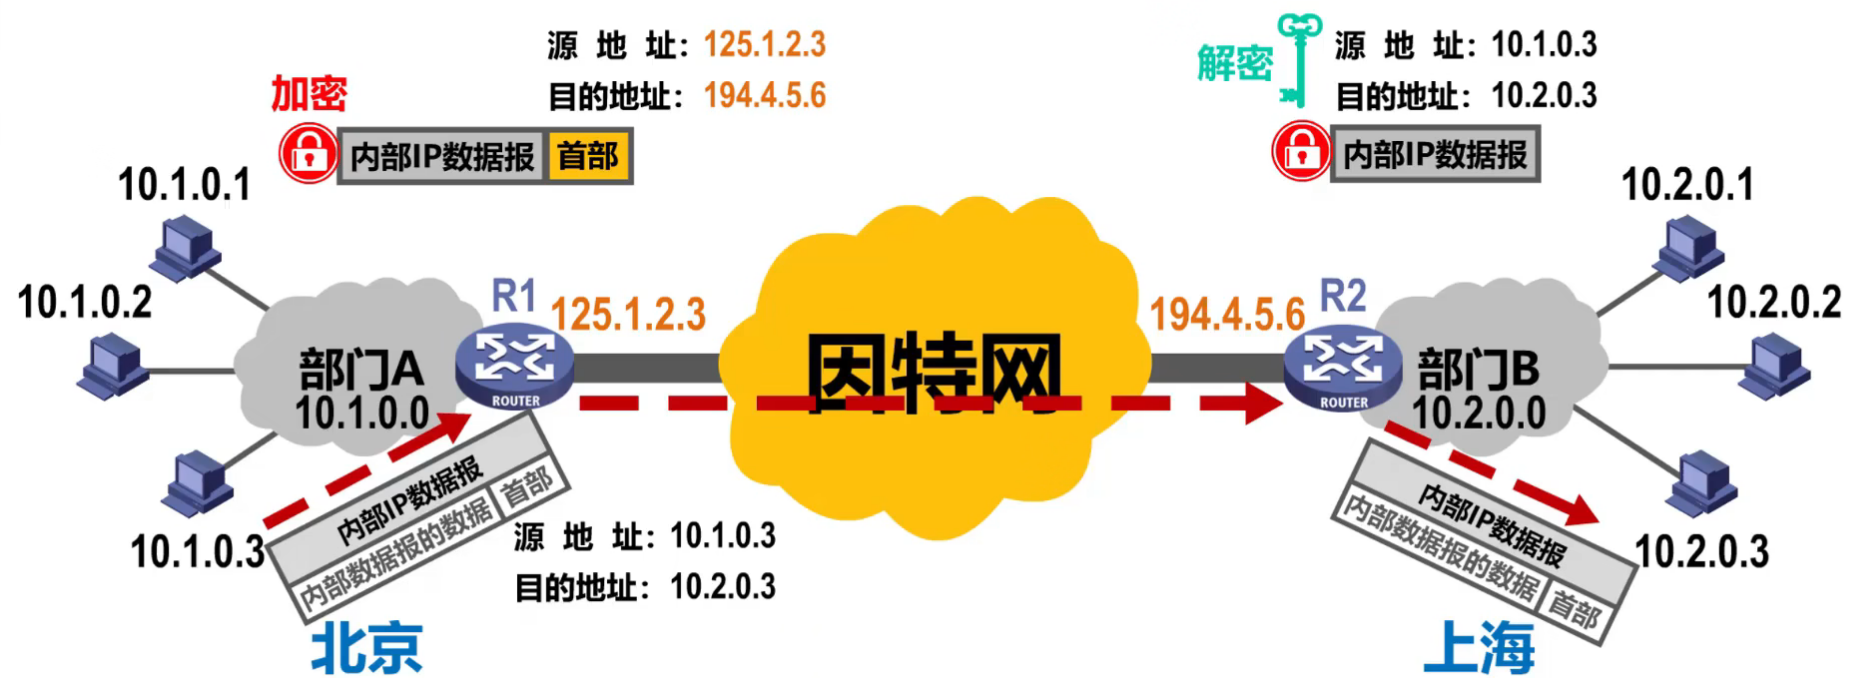 源 地 址：125.1.2.3
目的地址：194.4.5.6
加密
内部IP数据报 首部
解密
源 地 址：10.1.0.3
目的地址：10.2.0.3
内部IP数据报
10.1.0.1
10.1.0.2
10.1.0.3
部门A
10.1.0.0
R1
ROUTER
125.1.2.3
因特网
194.4.5.6
R2
ROUTER
部门B
10.2.0.0
10.2.0.1
10.2.0.2
10.2.0.3
内部IP数据报
内部数据报的数据 首部
源 地 址：10.1.0.3
目的地址：10.2.0.3
内部IP数据报
内部数据报的数据 首部
北京
上海